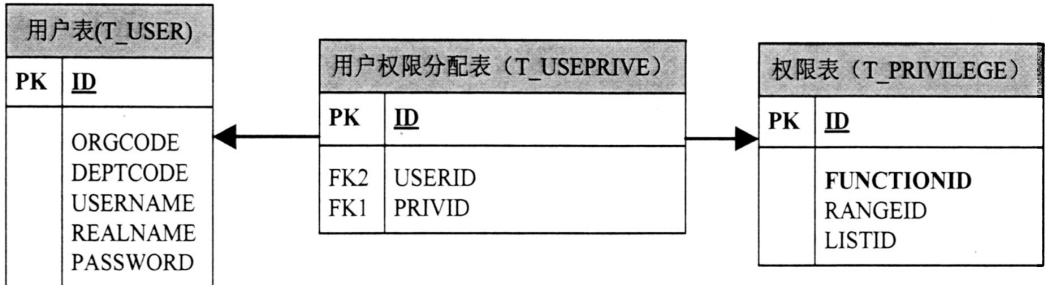 用户表(T_USER)
PK ID
ORGCODE
DEPTCODE
USERNAME
REALNAME
PASSWORD
用户权限分配表（T_USEPRIVE）
PK ID
FK2 USERID
FK1 PRIVID
权限表（T_PRIVILEGE）
PK ID
FUNCTIONID
RANGEID
LISTID